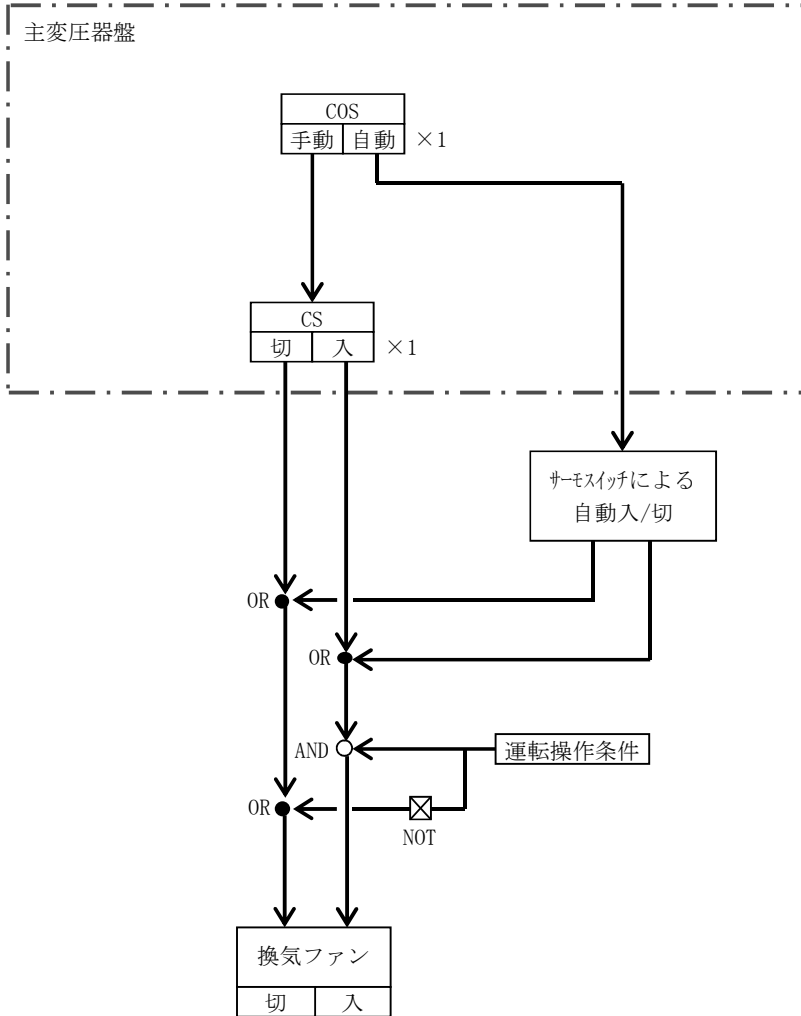 主変圧器盤
COS
手動 自動 ×1
CS
切 入 ×1
サーモスイッチによる
自動入/切
OR
OR
AND 運転操作条件
OR
NOT
換気ファン
切 入